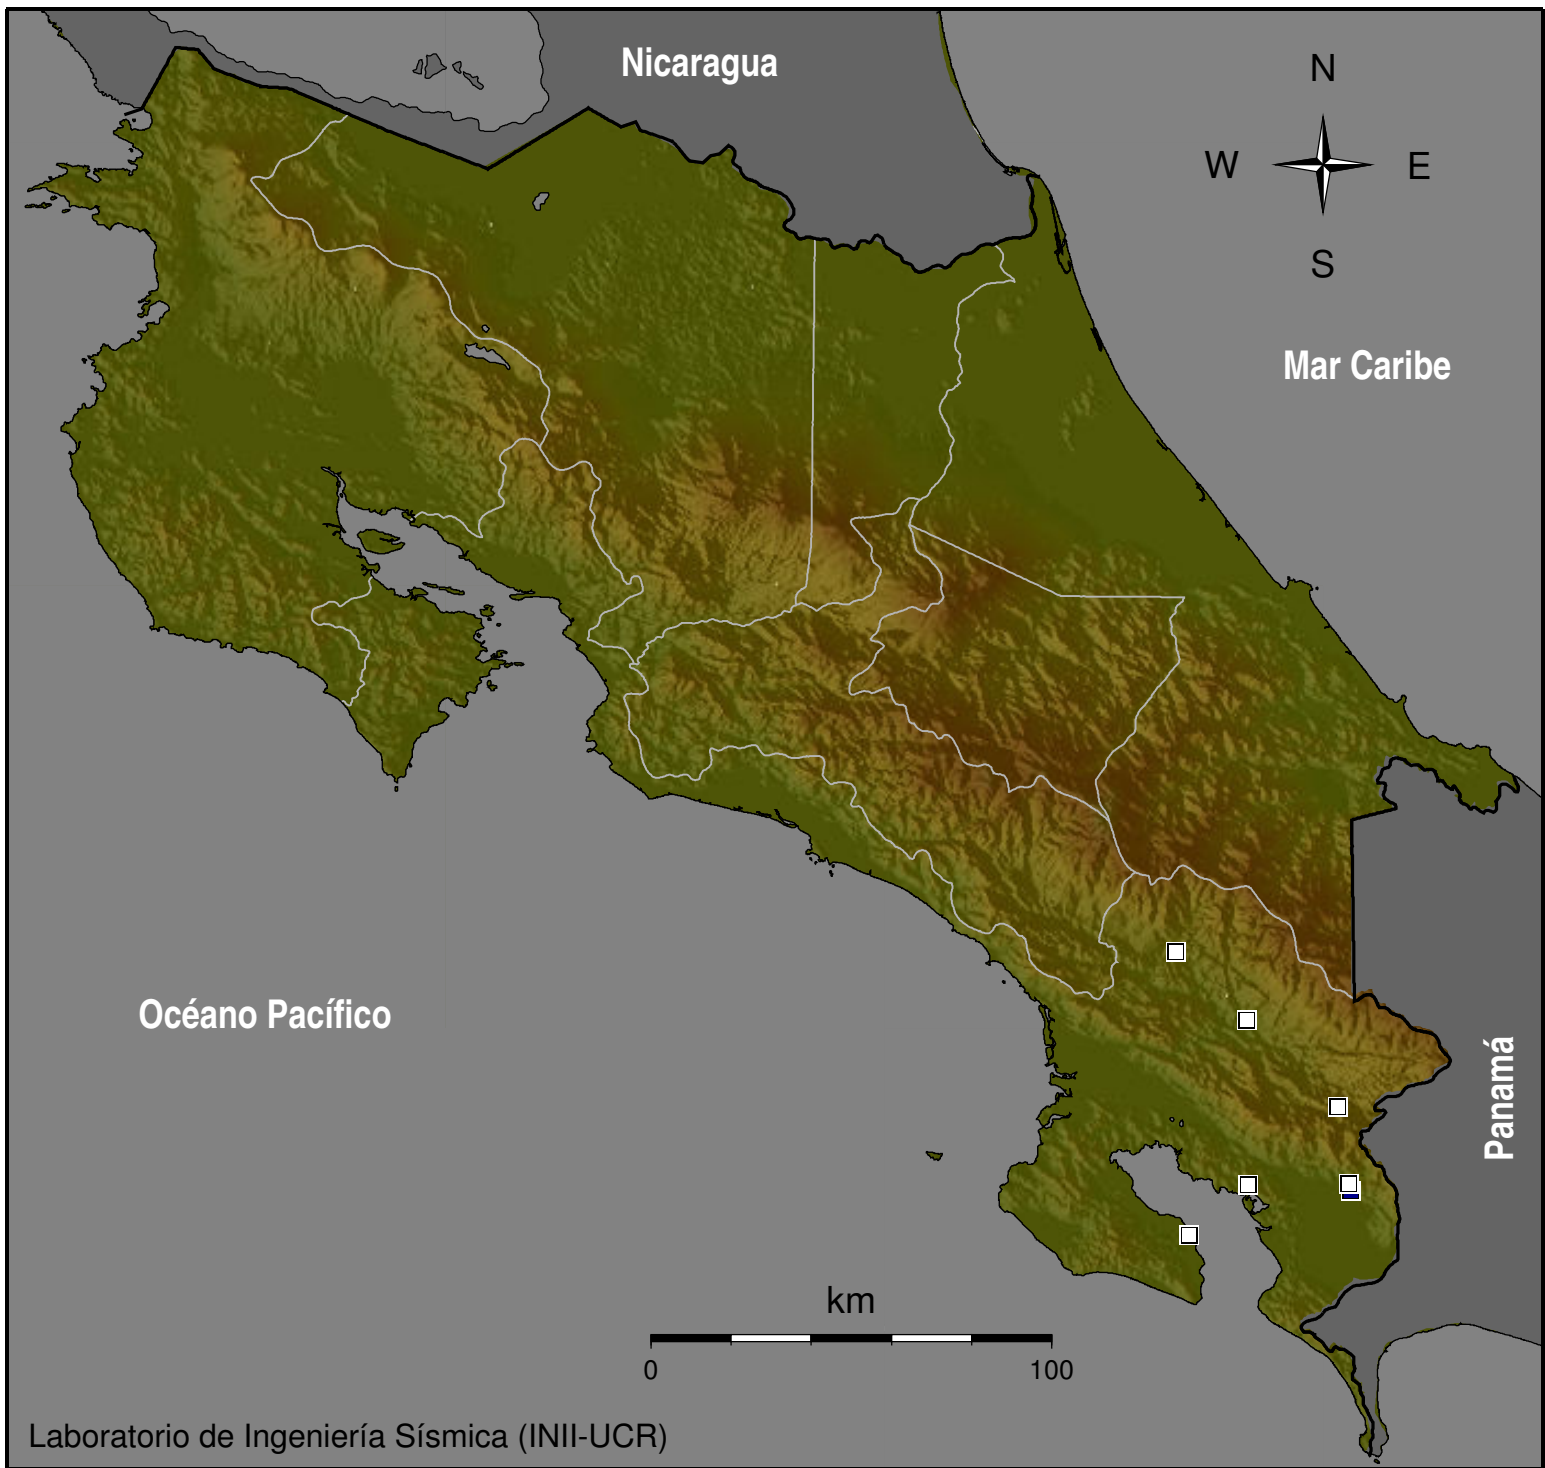 Nicaragua
N
W
E
S
Mar Caribe
Océano Pacífico
Panamá
km
0
100
Laboratorio de Ingeniería Sísmica (INII-UCR)